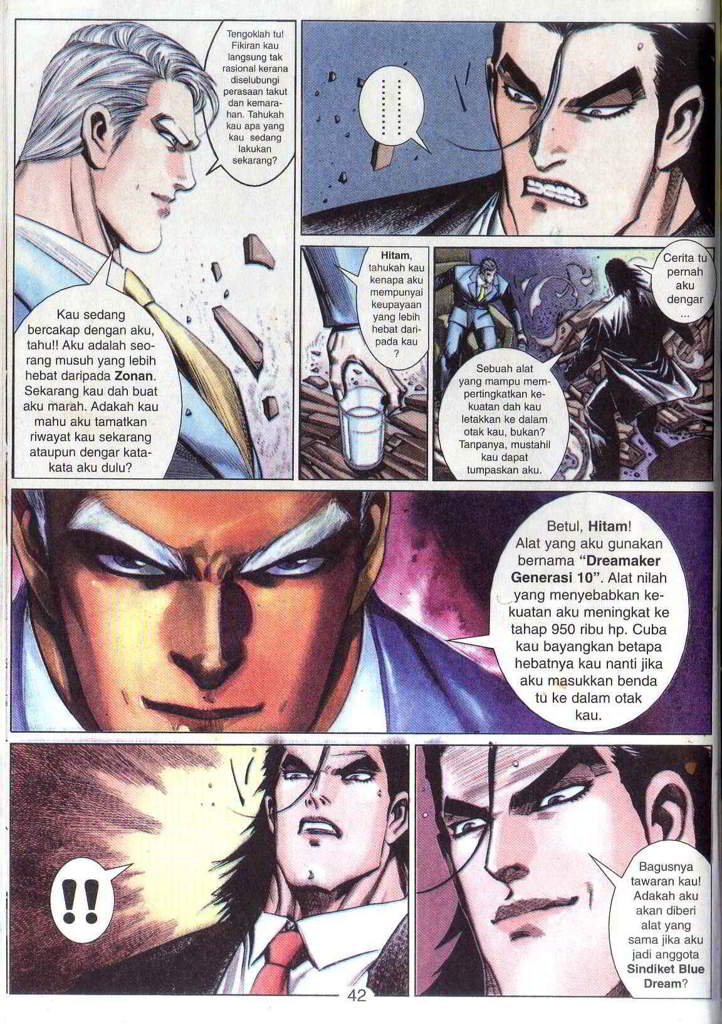 Tengoklah tu!
Fikiran kau
langsung tak
rasional kerana
diselubungi
perasaan takut
dan kemara-
han. Tahukah
kau apa yang
kau sedang
lakukan
sekarang?
Kau sedang
bercakap dengan aku,
tahu!! Aku adalah seo-
rang musuh yang lebih
hebat daripada Zonan.
Sekarang kau dah buat
aku marah. Adakah kau
mahu aku tamatkan
riwayat kau sekarang
ataupun dengar kata-
kata aku dulu?
Hitam,
tahukah kau
kenapa aku
mempunyai
keupayaan
yang lebih
hebat dari-
pada kau
?
Cerita tu
pernah
aku
dengar
...
Sebuah alat
yang mampu mem-
pertingkatkan ke-
kuatan dah kau
letakkan ke dalam
otak kau, bukan?
Tanpanya, mustahil
kau dapat
tumpaskan aku.
Betul, Hitam!
Alat yang aku gunakan
bernama “Dreamaker
Generasi 10”. Alat nilah
yang menyebabkan ke-
kuatan aku meningkat ke
tahap 950 ribu hp. Cuba
kau bayangkan betapa
hebatnya kau nanti jika
aku masukkan benda
tu ke dalam otak
kau.
!!
Bagusnya
tawaran kau!
Adakah aku
akan diberi
alat yang
sama jika aku
jadi anggota
Sindiket Blue
Dream?
42